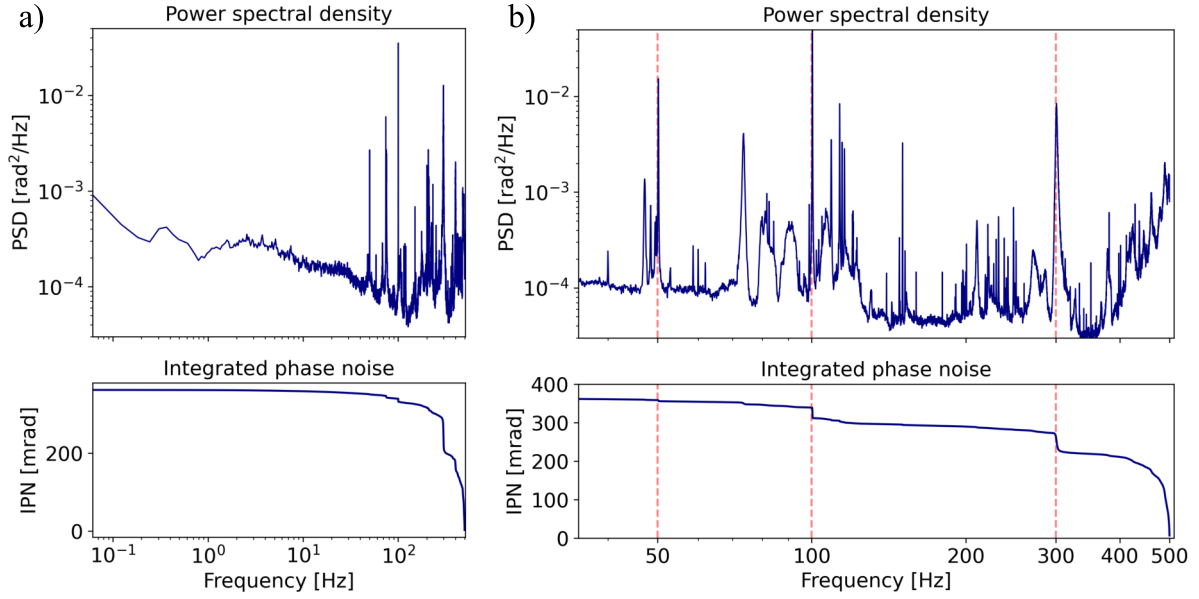 a)
Power spectral density
PSD [rad²/Hz]
10⁻²
10⁻³
10⁻⁴
Integrated phase noise
IPN [mrad]
200
0
10⁻¹ 10⁰ 10¹ 10²
Frequency [Hz]
b)
Power spectral density
PSD [rad²/Hz]
10⁻²
10⁻³
10⁻⁴
Integrated phase noise
IPN [mrad]
400
300
200
100
0
50 100 200 300 400 500
Frequency [Hz]